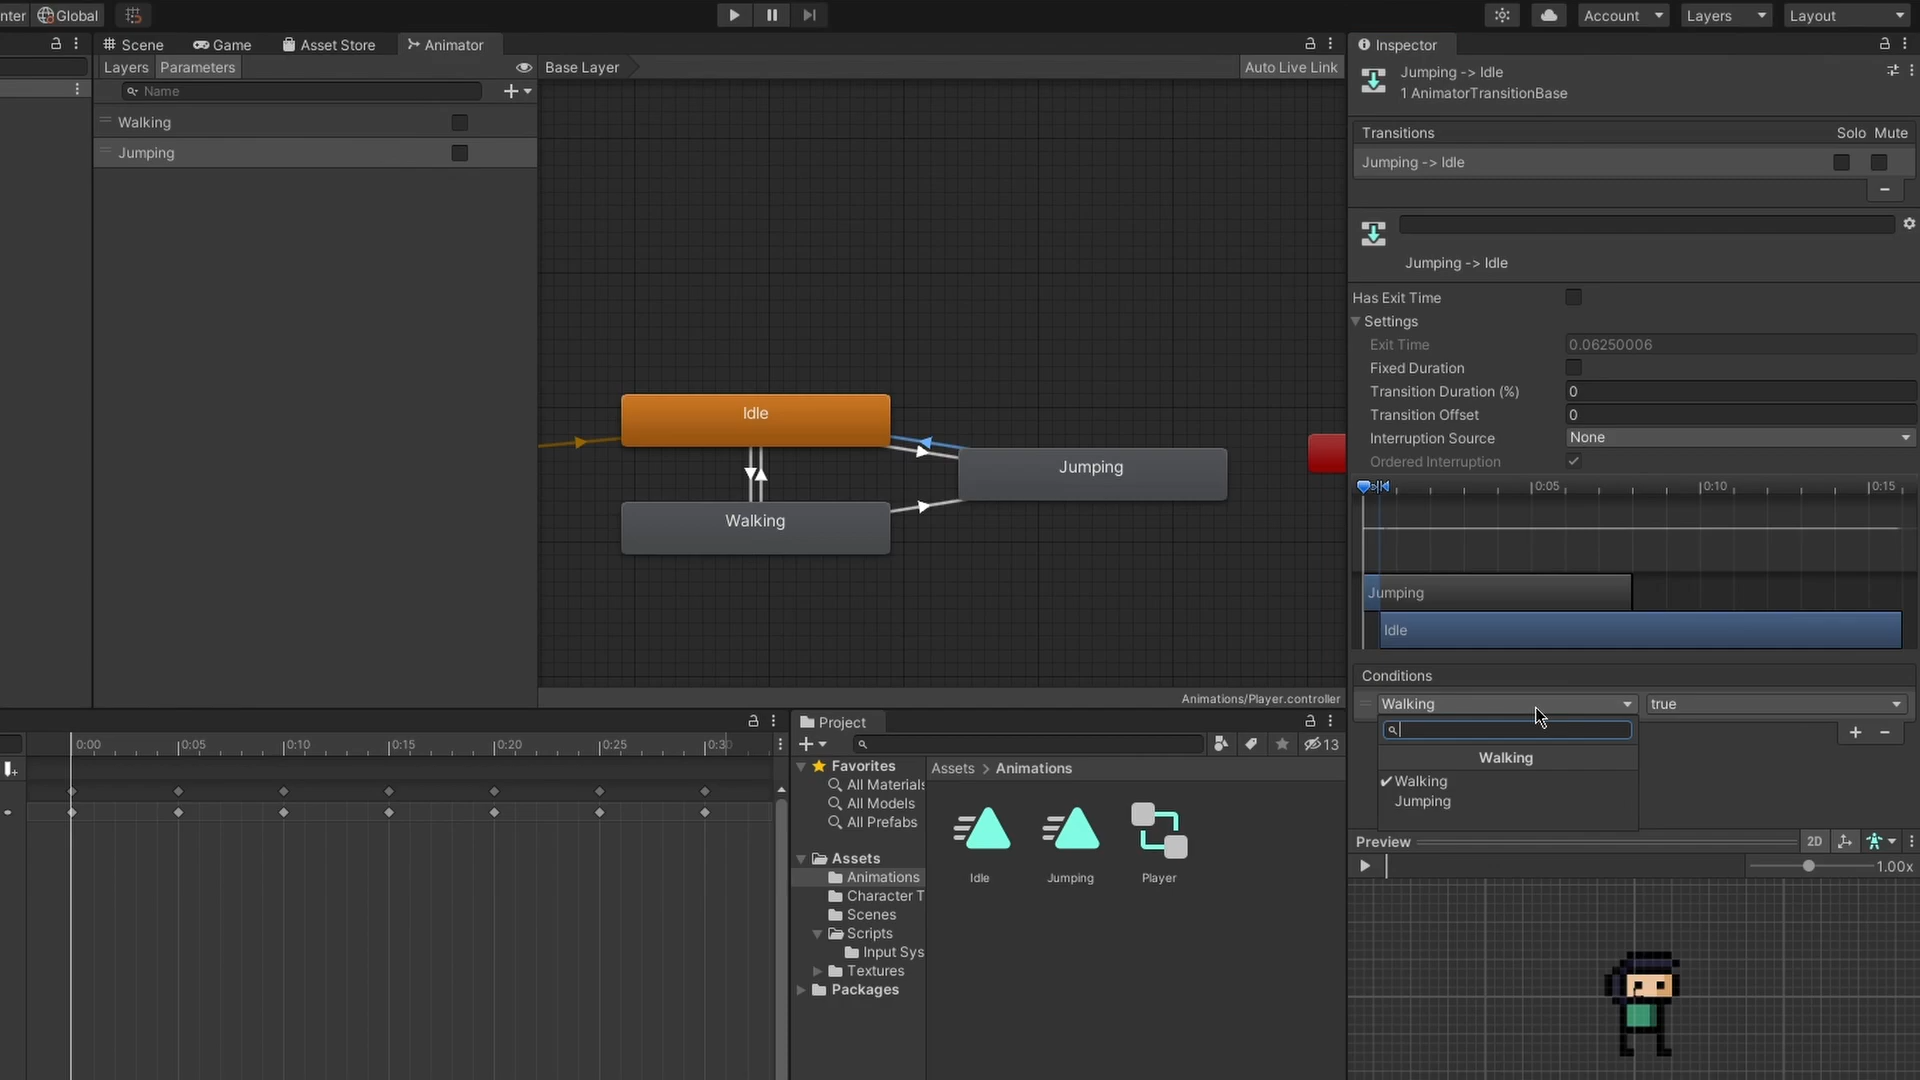 nter Global Account Layers Layout
Scene Game Asset Store Animator Inspector
Layers Parameters Base Layer Auto Live Link
Name
Walking
Jumping
Jumping -> Idle
1 AnimatorTransitionBase
Transitions Solo Mute
Jumping -> Idle
Jumping -> Idle
Has Exit Time
Settings
Exit Time 0.06250006
Fixed Duration
Transition Duration (%) 0
Transition Offset 0
Interruption Source None
Ordered Interruption
0:05 0:10 0:15
Jumping
Idle
Idle
Jumping
Walking
Animations/Player.controller
Conditions
Walking true
Walking
Walking
Jumping
Preview 2D
1.00x
0:00 0:05 0:10 0:15 0:20 0:25 0:30
Project
13
Favorites
All Materials
All Models
All Prefabs
Assets
Animations
Character T
Scenes
Scripts
Input Sys
Textures
Packages
Assets > Animations
Idle Jumping Player